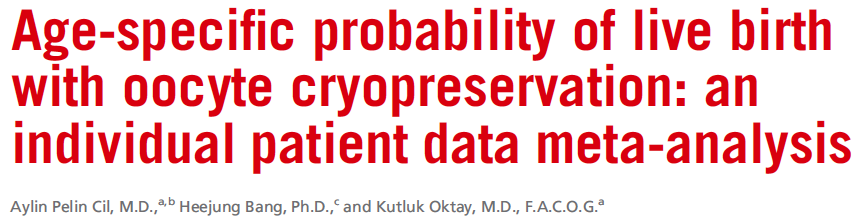 Age-specific probability of live birth
with oocyte cryopreservation: an
individual patient data meta-analysis
Aylin Pelin Cil, M.D.,a,b Heejung Bang, Ph.D.,c and Kutluk Oktay, M.D., F.A.C.O.G.a